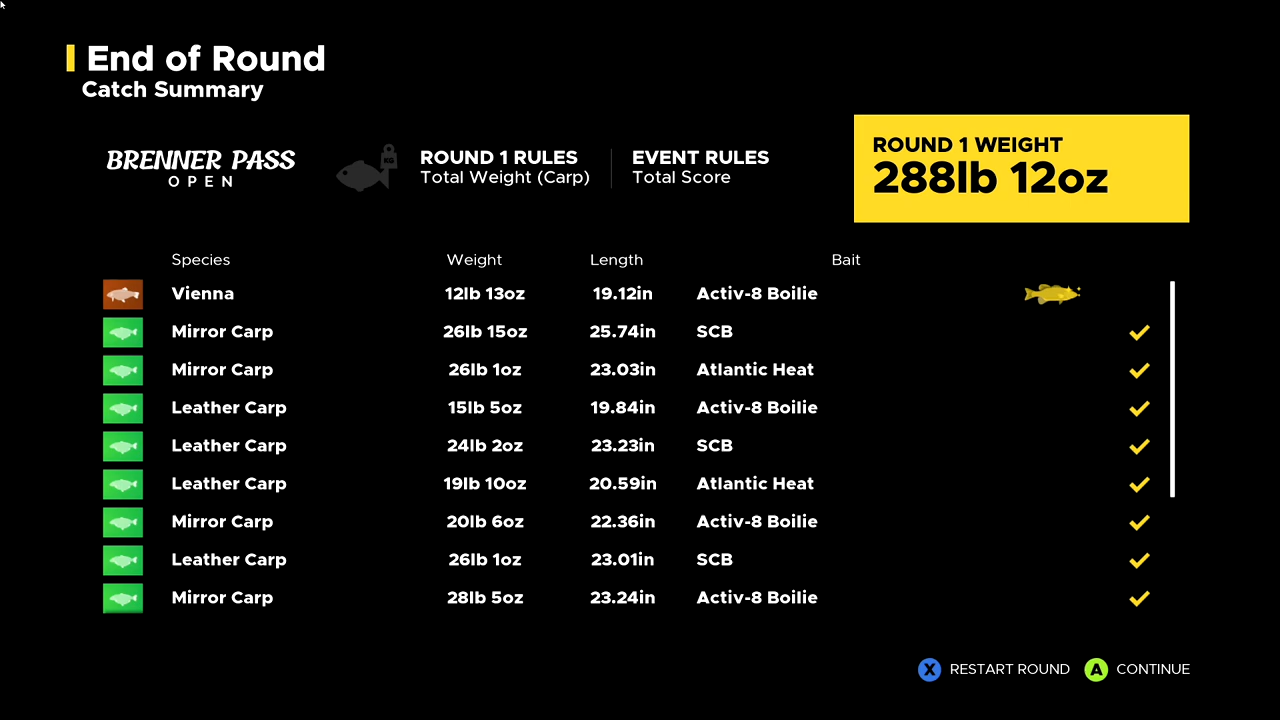 End of Round
Catch Summary
BRENNER PASS
OPEN
ROUND 1 RULES
Total Weight (Carp)
EVENT RULES
Total Score
ROUND 1 WEIGHT
288lb 12oz
Species Weight Length Bait
Vienna 12lb 13oz 19.12in Activ-8 Boilie
Mirror Carp 26lb 15oz 25.74in SCB
Mirror Carp 26lb 1oz 23.03in Atlantic Heat
Leather Carp 15lb 5oz 19.84in Activ-8 Boilie
Leather Carp 24lb 2oz 23.23in SCB
Leather Carp 19lb 10oz 20.59in Atlantic Heat
Mirror Carp 20lb 6oz 22.36in Activ-8 Boilie
Leather Carp 26lb 1oz 23.01in SCB
Mirror Carp 28lb 5oz 23.24in Activ-8 Boilie
X RESTART ROUND A CONTINUE